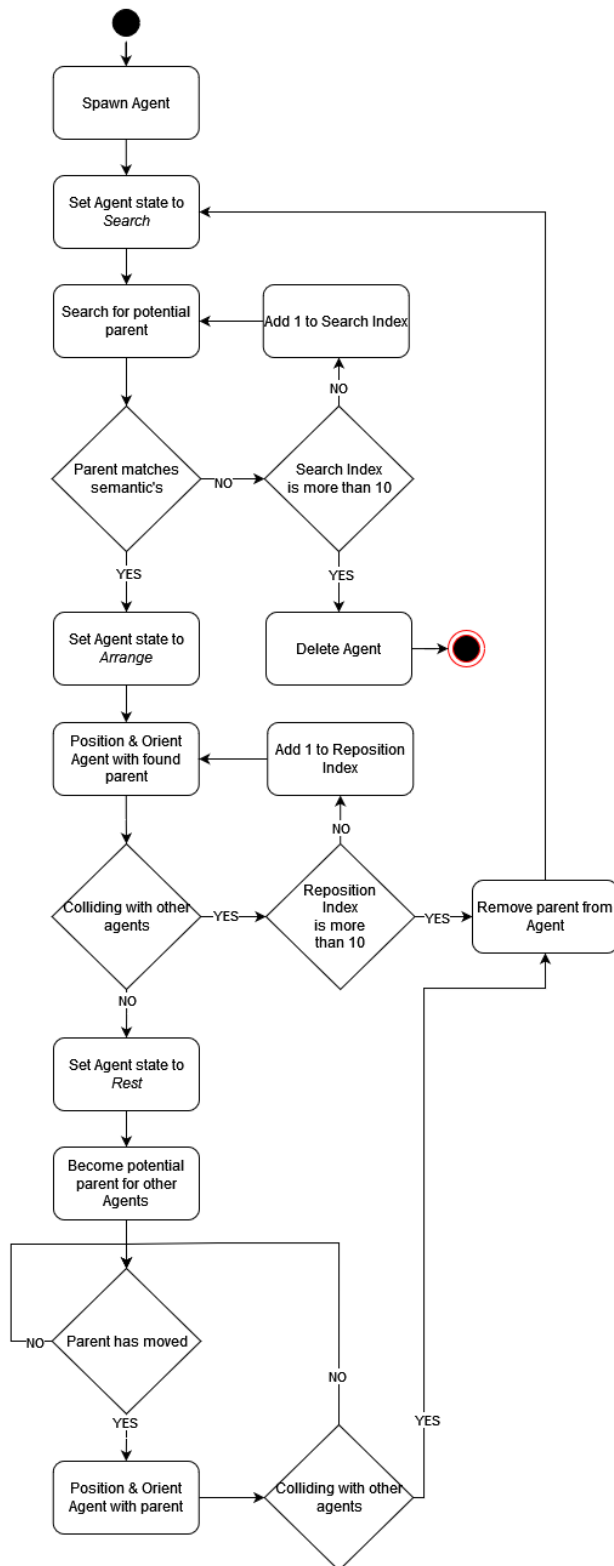 Spawn Agent
Set Agent state to
Search
Search for potential
parent
Add 1 to Search Index
NO
Parent matches
semantic's
NO
Search Index
is more than 10
YES
YES
Set Agent state to
Arrange
Delete Agent
Position & Orient
Agent with found
parent
Add 1 to Reposition
Index
NO
Colliding with other
agents
YES
Reposition
Index
is more
than 10
YES
Remove parent from
Agent
NO
Set Agent state to
Rest
Become potential
parent for other
Agents
Parent has moved
NO
NO
YES
YES
Position & Orient
Agent with parent
Colliding with other
agents